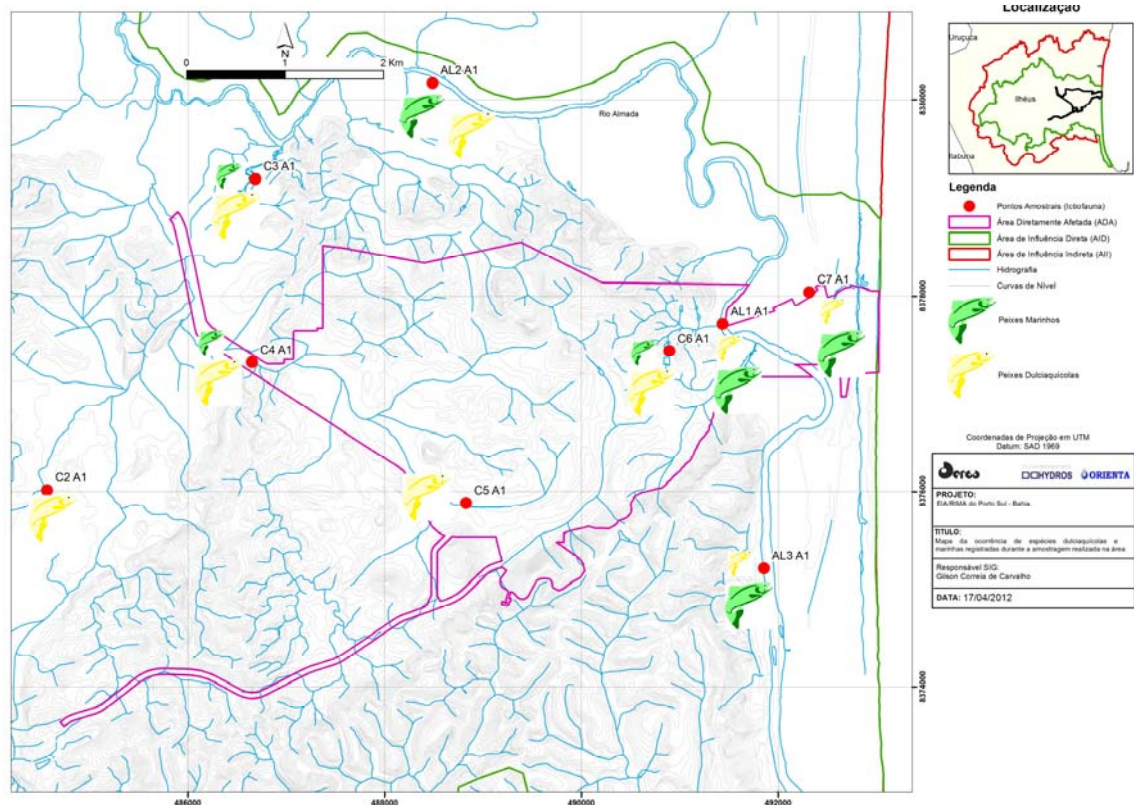 Localização
Uruçuca
Ilhéus
Itabuna
N
0 1 2 Km
AL2 A1
Rio Almada
C3 A1
C7 A1
AL1 A1
C6 A1
C4 A1
C2 A1
C5 A1
AL3 A1
8380000
8378000
8376000
8374000
486000 488000 490000 492000
Legenda
Pontos Amostrais (Ictiofauna)
Área Diretamente Afetada (ADA)
Área de Influência Direta (AID)
Área de Influência Indireta (AII)
Hidrografia
Curvas de Nível
Peixes Marinhos
Peixes Dulciaquícolas
Coordenadas de Projeção em UTM
Datum: SAD 1969
HYDROS ORIENTA
PROJETO:
EIA/RIMA do Porto Sul - Bahia.
TITULO:
Mapa da ocorrência de espécies dulciaquícolas e
marinhas registradas durante a amostragem realizada na área
Responsável SIG:
Gilson Correia de Carvalho
DATA: 17/04/2012